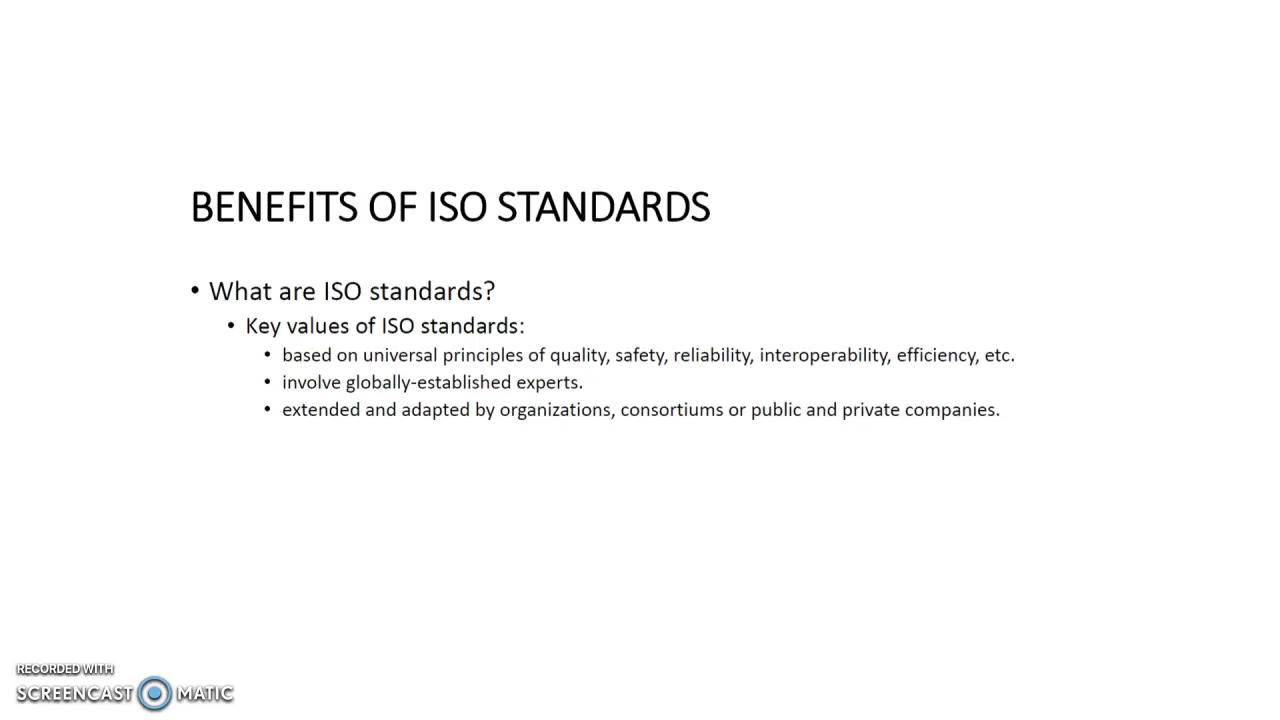 BENEFITS OF ISO STANDARDS
• What are ISO standards?
• Key values of ISO standards:
• based on universal principles of quality, safety, reliability, interoperability, efficiency, etc.
• involve globally-established experts.
• extended and adapted by organizations, consortiums or public and private companies.
RECORDED WITH
SCREENCAST MATIC